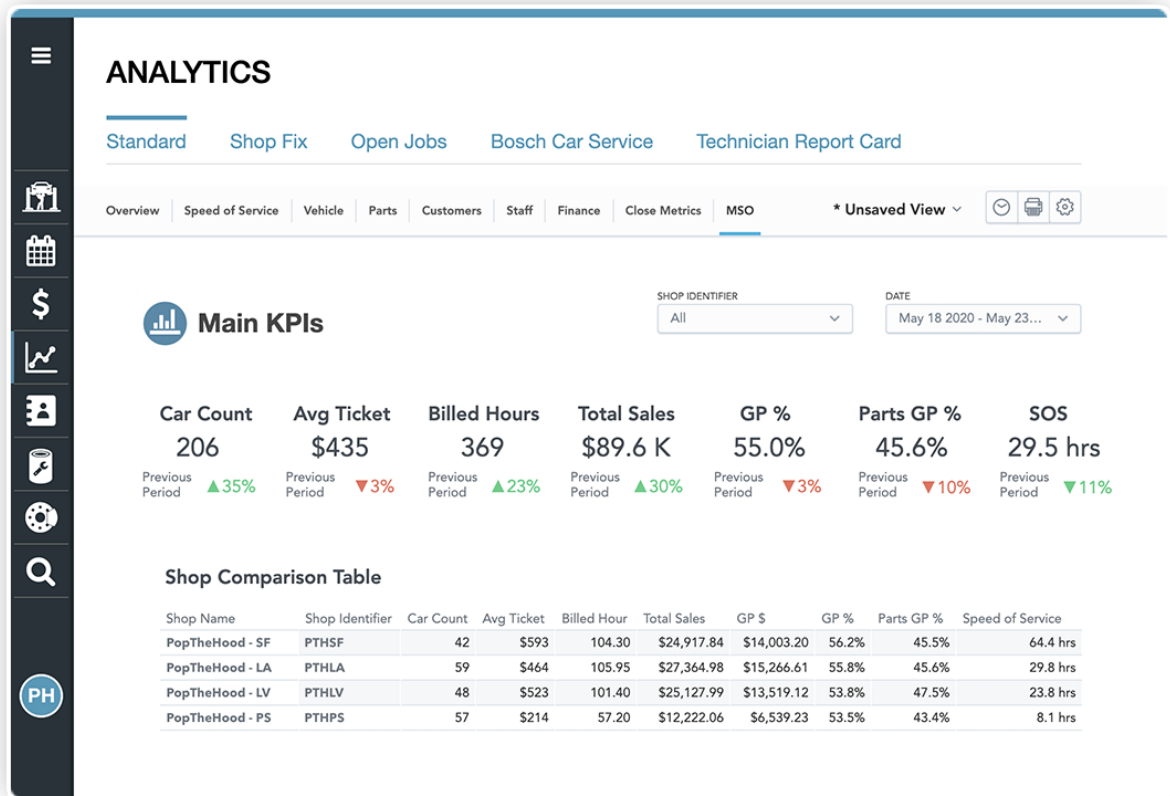 ANALYTICS
Standard Shop Fix Open Jobs Bosch Car Service Technician Report Card
Overview Speed of Service Vehicle Parts Customers Staff Finance Close Metrics MSO * Unsaved View
SHOP IDENTIFIER DATE
Main KPIs All May 18 2020 - May 23...
Car Count Avg Ticket Billed Hours Total Sales GP % Parts GP % SOS
206 $435 369 $89.6 K 55.0% 45.6% 29.5 hrs
Previous Period ▲35% Previous Period ▼3% Previous Period ▲23% Previous Period ▲30% Previous Period ▼3% Previous Period ▼10% Previous Period ▼11%
Shop Comparison Table
Shop Name Shop Identifier Car Count Avg Ticket Billed Hour Total Sales GP $ GP % Parts GP % Speed of Service
PopTheHood - SF PTHSF 42 $593 104.30 $24,917.84 $14,003.20 56.2% 45.5% 64.4 hrs
PopTheHood - LA PTHLA 59 $464 105.95 $27,364.98 $15,266.61 55.8% 45.6% 29.8 hrs
PopTheHood - LV PTHLV 48 $523 101.40 $25,127.99 $13,519.12 53.8% 47.5% 23.8 hrs
PopTheHood - PS PTHPS 57 $214 57.20 $12,222.06 $6,539.23 53.5% 43.4% 8.1 hrs
PH